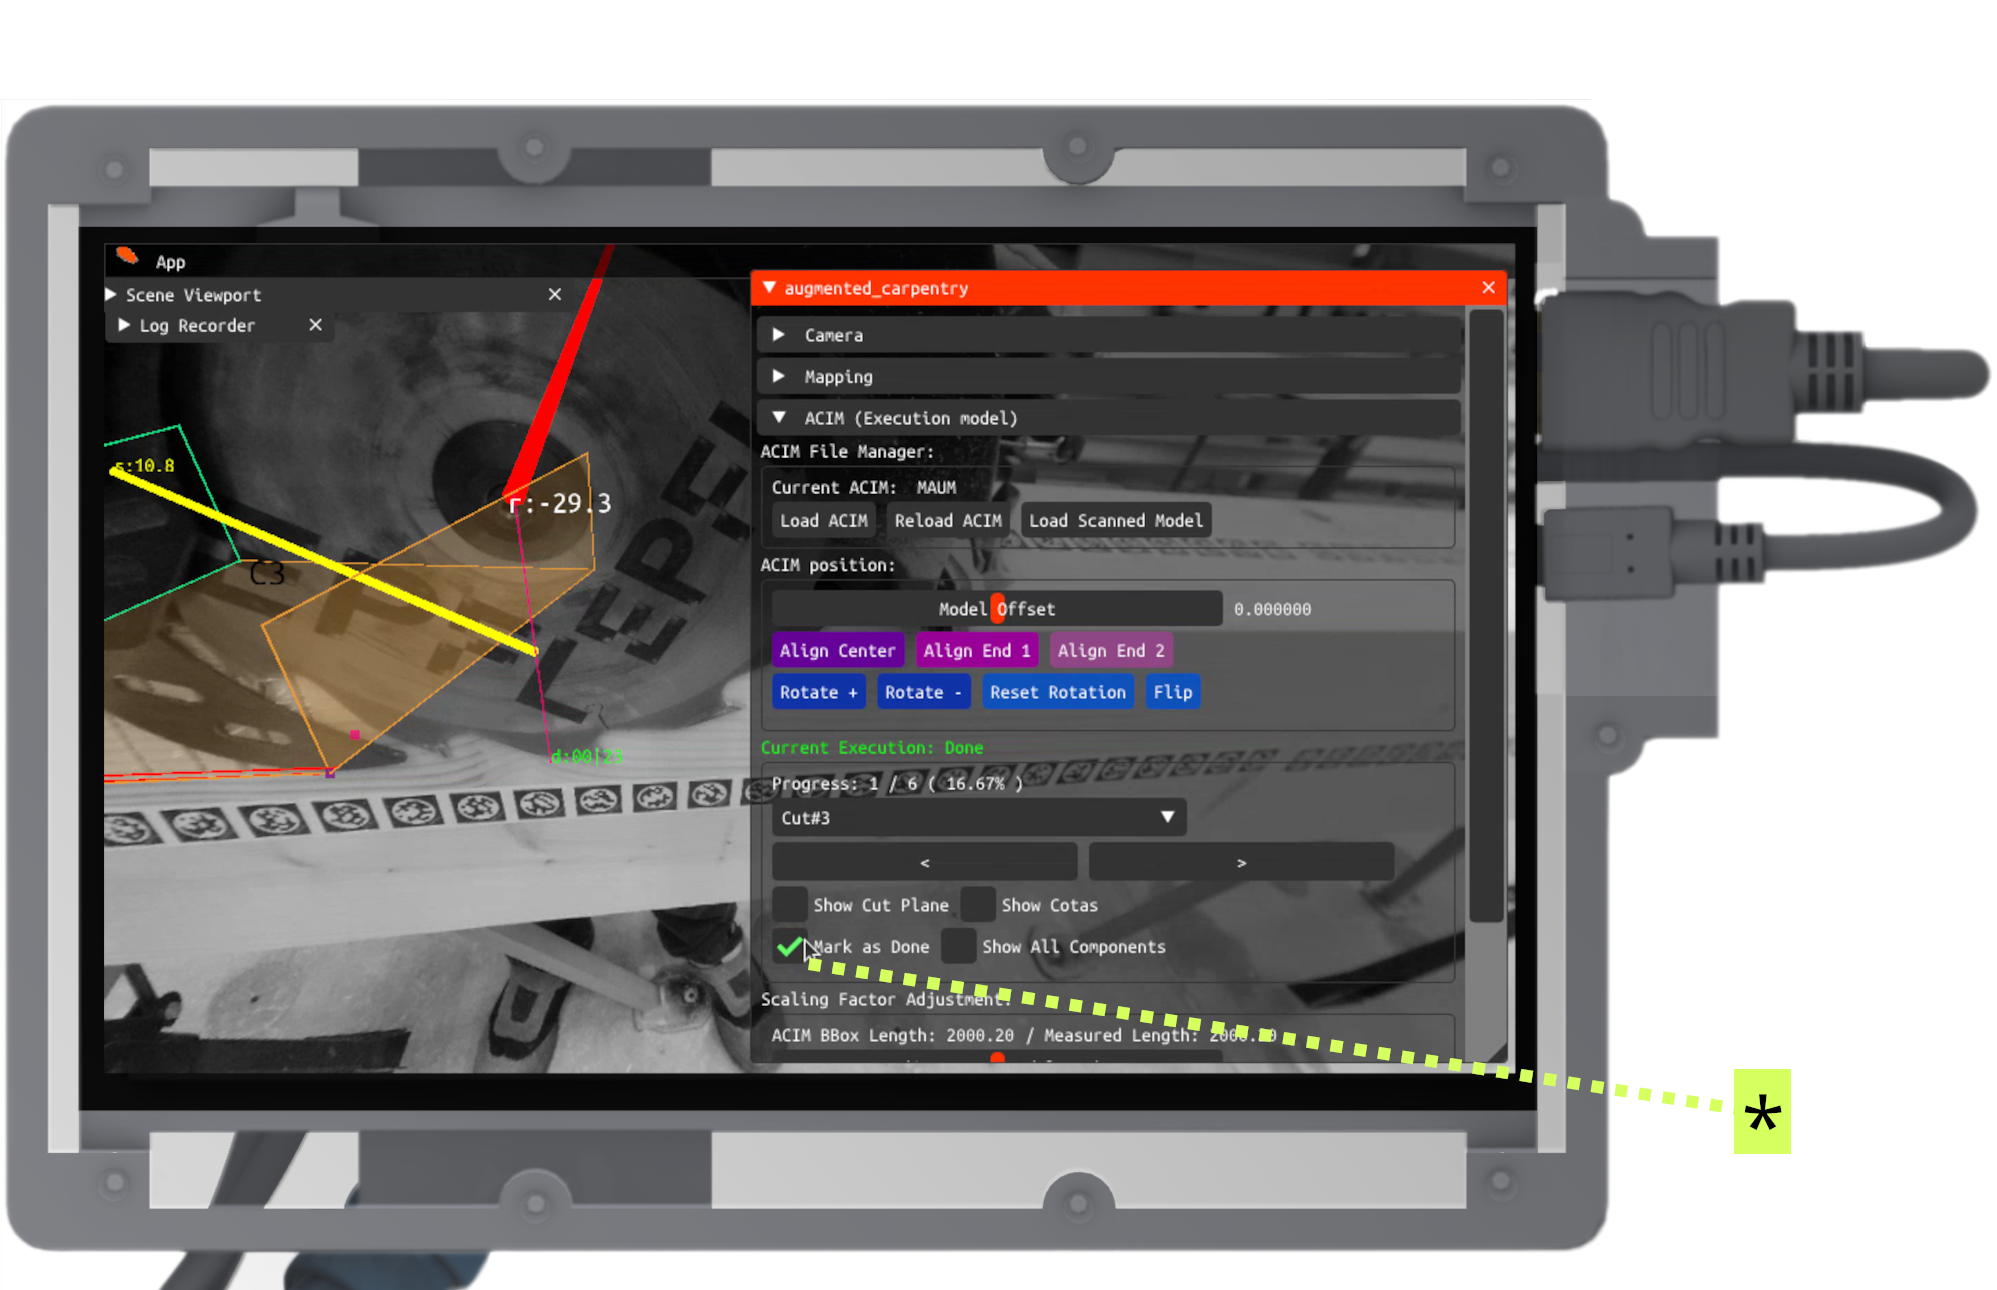 App
Scene Viewport
Log Recorder
augmented_carpentry
Camera
Mapping
ACIM (Execution model)
ACIM File Manager:
Current ACIM: MAUM
Load ACIM Reload ACIM Load Scanned Model
ACIM position:
Model Offset 0.000000
Align Center Align End 1 Align End 2
Rotate + Rotate - Reset Rotation Flip
Current Execution: Done
Progress: 1 / 6 ( 16.67% )
Cut#3
< >
Show Cut Plane Show Cotas
Mark as Done Show All Components
Scaling Factor Adjustment:
ACIM BBox Length: 2000.20 / Measured Length:
s:10.8
r:-29.3
C3
*